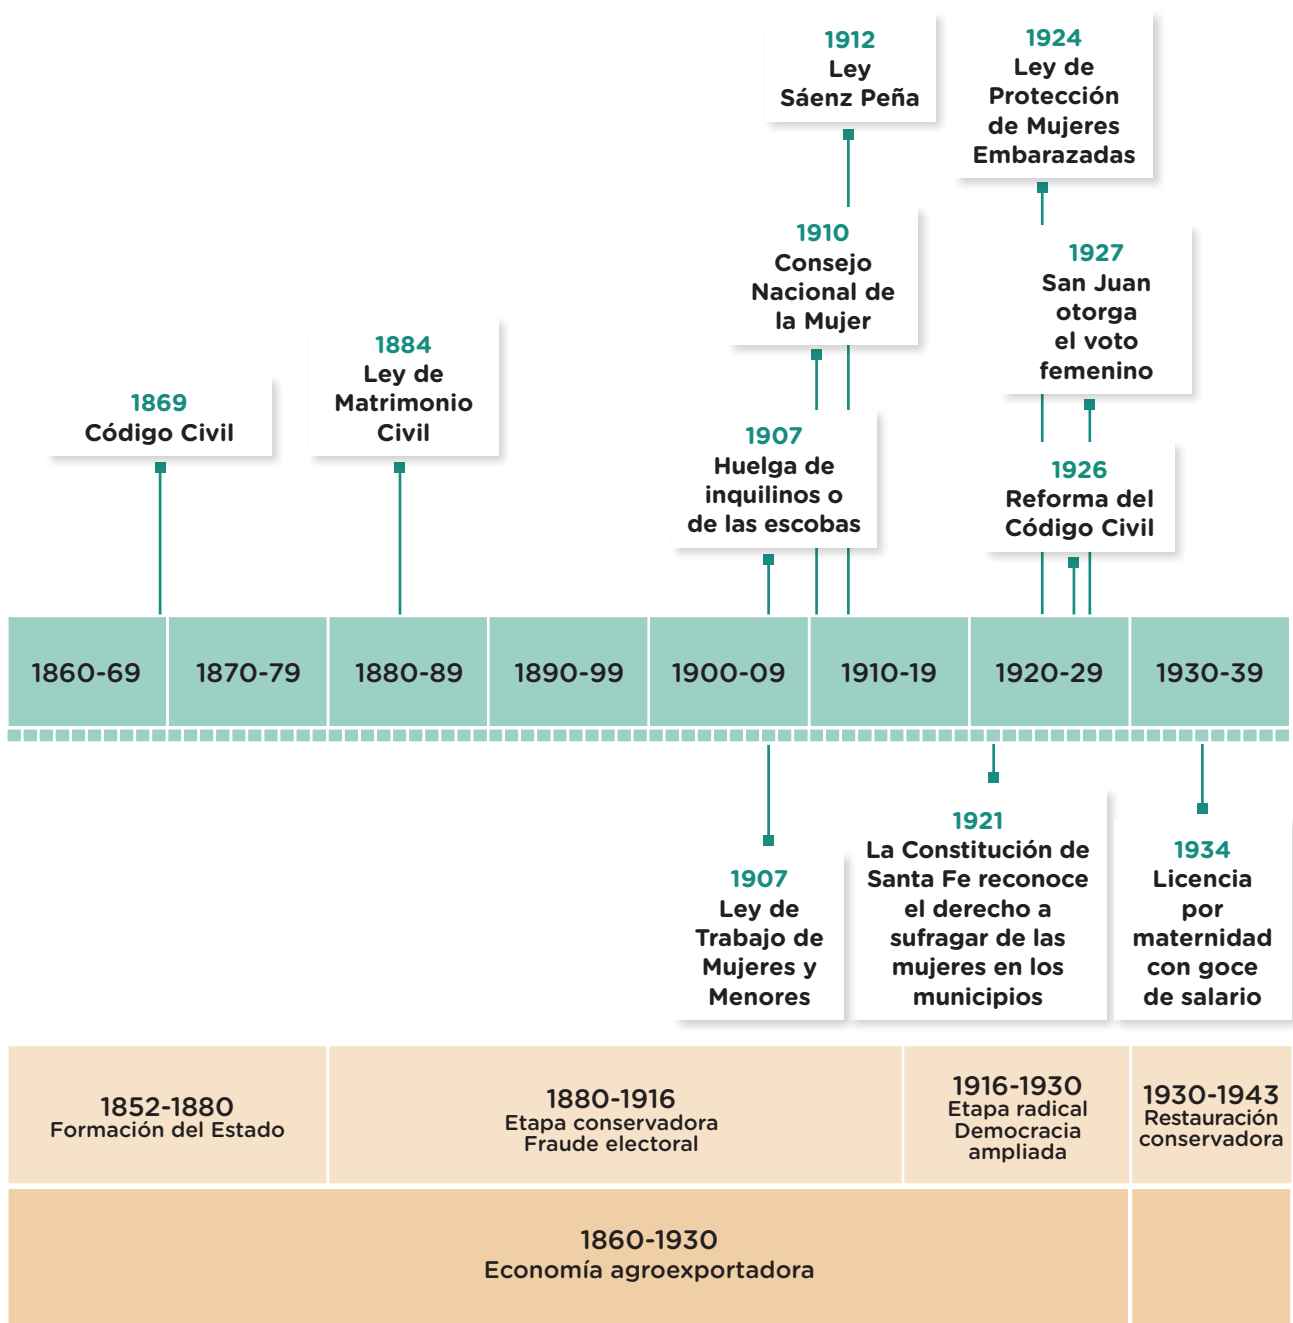 1912
Ley
Sáenz Peña
1924
Ley de
Protección
de Mujeres
Embarazadas
1910
Consejo
Nacional de
la Mujer
1927
San Juan
otorga
el voto
femenino
1884
Ley de
Matrimonio
Civil
1869
Código Civil
1907
Huelga de
inquilinos o
de las escobas
1926
Reforma del
Código Civil
1860-69
1870-79
1880-89
1890-99
1900-09
1910-19
1920-29
1930-39
1907
Ley de
Trabajo de
Mujeres y
Menores
1921
La Constitución de
Santa Fe reconoce
el derecho a
sufragar de las
mujeres en los
municipios
1934
Licencia
por
maternidad
con goce
de salario
1852-1880
Formación del Estado
1880-1916
Etapa conservadora
Fraude electoral
1916-1930
Etapa radical
Democracia
ampliada
1930-1943
Restauración
conservadora
1860-1930
Economía agroexportadora